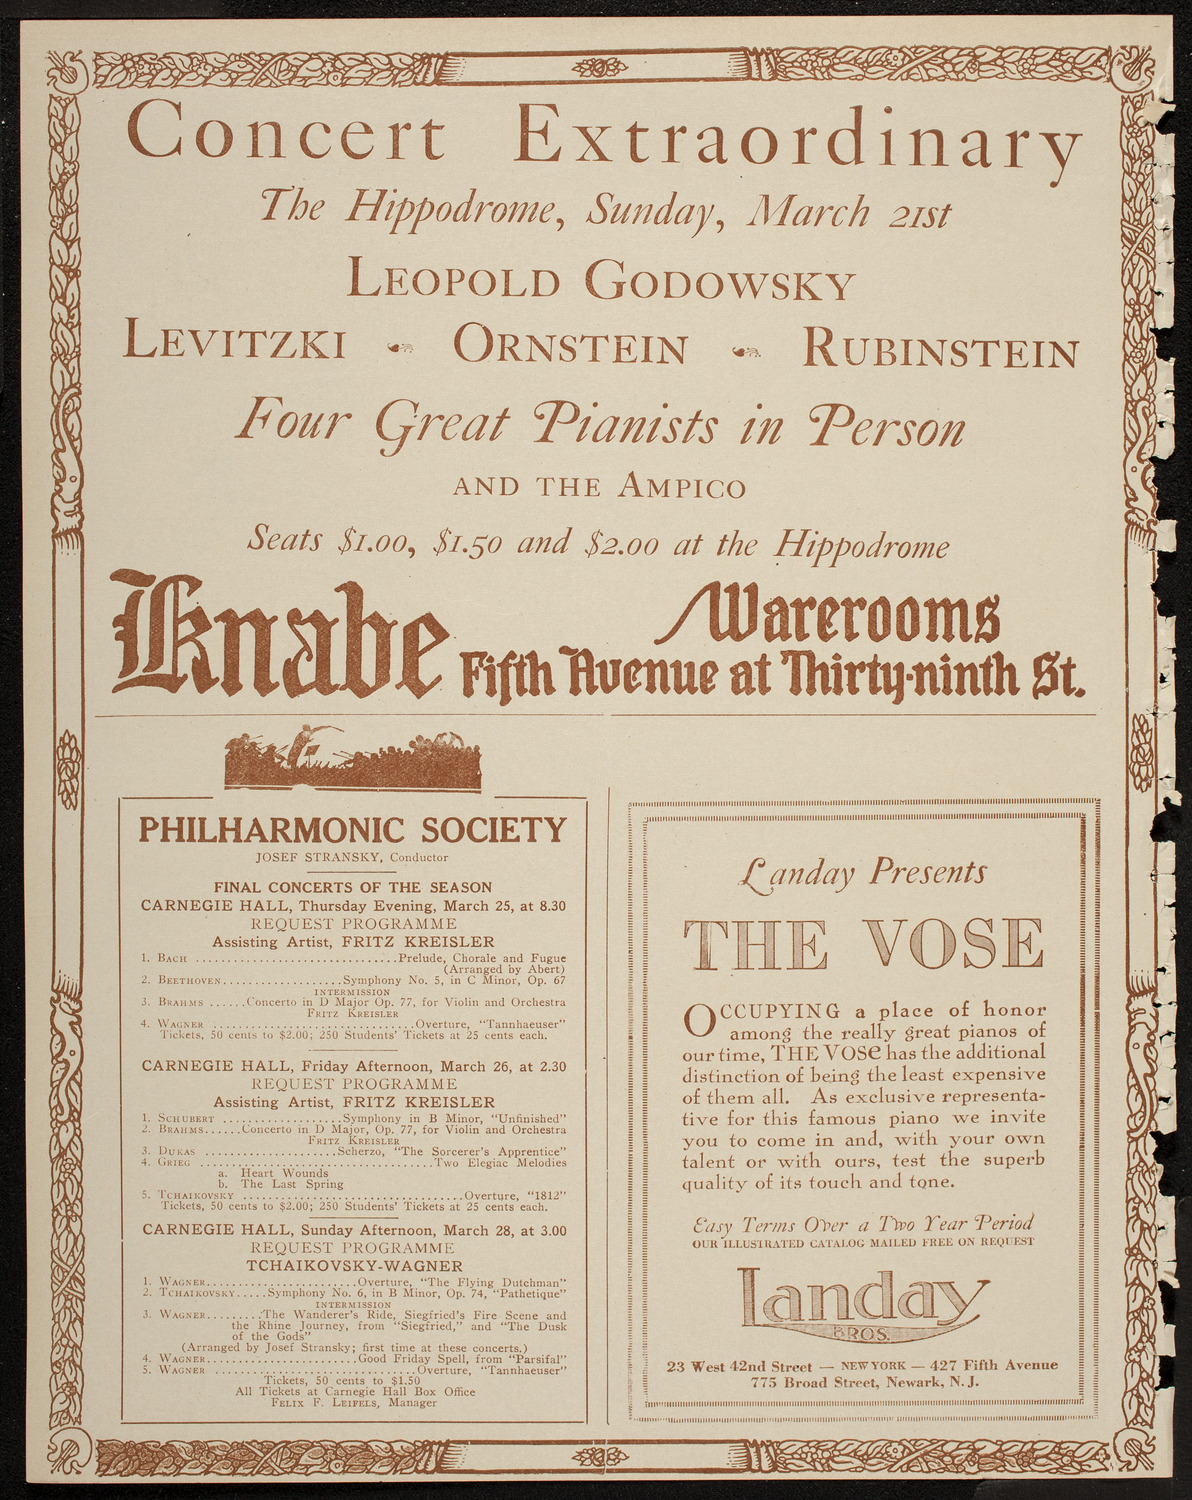 Concert Extraordinary
The Hippodrome, Sunday, March 21st
LEOPOLD GODOWSKY
LEVITZKI ORNSTEIN RUBINSTEIN
Four Great Pianists in Person
AND THE AMPICO
Seats $1.00, $1.50 and $2.00 at the Hippodrome
Knabe Warerooms
Fifth Avenue at Thirty-ninth St.
PHILHARMONIC SOCIETY
JOSEF STRANSKY, Conductor
FINAL CONCERTS OF THE SEASON
CARNEGIE HALL, Thursday Evening, March 25, at 8.30
REQUEST PROGRAMME
Assisting Artist, FRITZ KREISLER
1. BACH ..............................Prelude, Chorale and Fugue
(Arranged by Abert)
2. BEETHOVEN...................Symphony No. 5, in C Minor, Op. 67
INTERMISSION
3. BRAHMS ......Concerto in D Major Op. 77, for Violin and Orchestra
FRITZ KREISLER
4. WAGNER ................................Overture, "Tannhaeuser"
Tickets, 50 cents to $2.00; 250 Students' Tickets at 25 cents each.
CARNEGIE HALL, Friday Afternoon, March 26, at 2.30
REQUEST PROGRAMME
Assisting Artist, FRITZ KREISLER
1. SCHUBERT ...................Symphony in B Minor, "Unfinished"
2. BRAHMS......Concerto in D Major, Op. 77, for Violin and Orchestra
FRITZ KREISLER
3. DUKAS .....................Scherzo, "The Sorcerer's Apprentice"
4. GRIEG .....................................Two Elegiac Melodies
a. Heart Wounds
b. The Last Spring
5. TCHAIKOVSKY ...................................Overture, "1812"
Tickets, 50 cents to $2.00; 250 Students' Tickets at 25 cents each.
CARNEGIE HALL, Sunday Afternoon, March 28, at 3.00
REQUEST PROGRAMME
TCHAIKOVSKY-WAGNER
1. WAGNER........................Overture, "The Flying Dutchman"
2. TCHAIKOVSKY.....Symphony No. 6, in B Minor, Op. 74, "Pathetique"
INTERMISSION
3. WAGNER.........The Wanderer's Ride, Siegfried's Fire Scene and
the Rhine Journey, from "Siegfried," and "The Dusk
of the Gods"
(Arranged by Josef Stransky; first time at these concerts.)
4. WAGNER........................Good Friday Spell, from "Parsifal"
5. WAGNER ................................Overture, "Tannhaeuser"
Tickets, 50 cents to $1.50
All Tickets at Carnegie Hall Box Office
FELIX F. LEIFELS, Manager
Landay Presents
THE VOSE
OCCUPYING a place of honor
among the really great pianos of
our time, THE VOSE has the additional
distinction of being the least expensive
of them all. As exclusive representa-
tive for this famous piano we invite
you to come in and, with your own
talent or with ours, test the superb
quality of its touch and tone.
Easy Terms Over a Two Year Period
OUR ILLUSTRATED CATALOG MAILED FREE ON REQUEST
Landay
BROS.
23 West 42nd Street — NEW YORK — 427 Fifth Avenue
775 Broad Street, Newark, N. J.